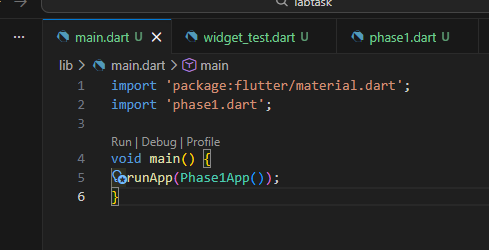 labtask
main.dart U
widget_test.dart U
phase1.dart U
lib > main.dart > main
1 import 'package:flutter/material.dart';
2 import 'phase1.dart';
3
Run | Debug | Profile
4 void main() {
5 runApp(Phase1App());
6 }